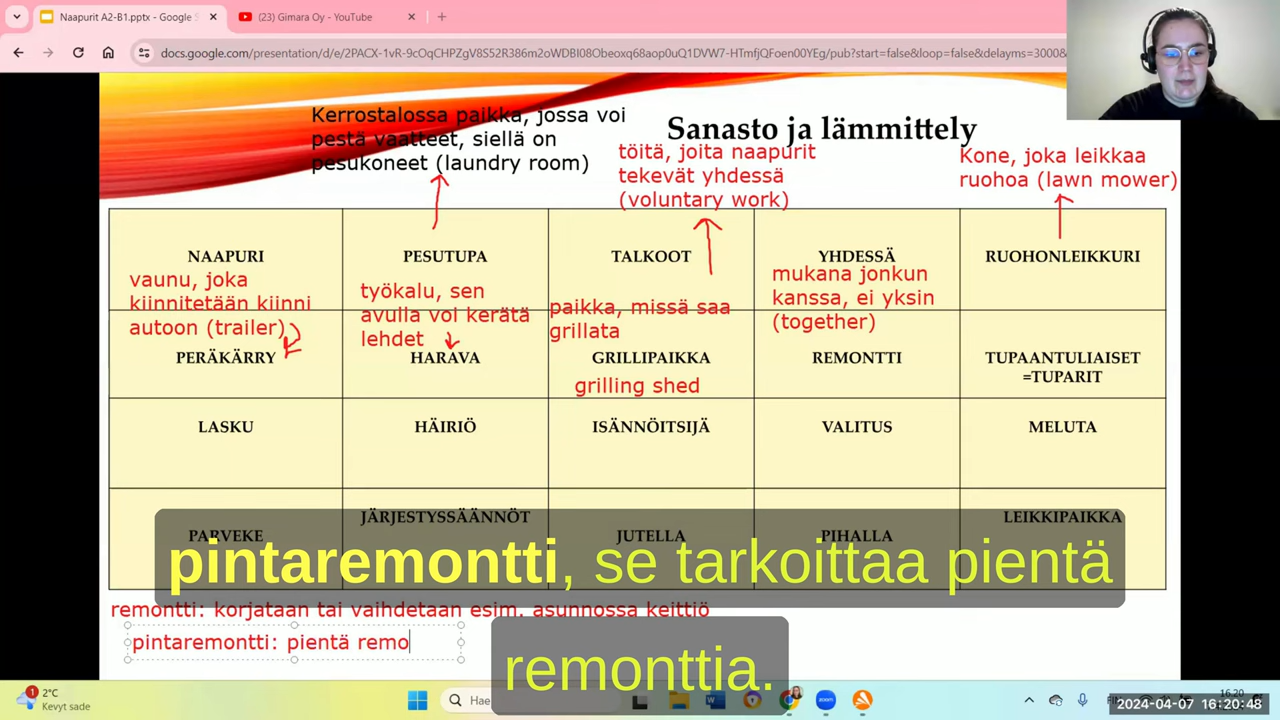 Naapurit A2-B1.pptx - Google S
(23) Gimara Oy - YouTube
docs.google.com/presentation/d/e/2PACX-1vR-9cOqCHPZgV8S52R386m2oWDBI08Obeoxq68aop0uQ1DVW7-HTmfjQFoen00YEg/pub?start=false&loop=false&delayms=3000&
Kerrostalossa paikka, jossa voi
pestä vaatteet, siellä on
pesukoneet (laundry room)
Sanasto ja lämmittely
töitä, joita naapurit
tekevät yhdessä
(voluntary work)
Kone, joka leikkaa
ruohoa (lawn mower)
NAAPURI PESUTUPA TALKOOT YHDESSÄ RUOHONLEIKKURI
vaunu, joka
kiinnitetään kiinni
autoon (trailer)
työkalu, sen
avulla voi kerätä
lehdet
paikka, missä saa
grillata
mukana jonkun
kanssa, ei yksin
(together)
PERÄKÄRRY HARAVA GRILLIPAIKKA REMONTTI TUPAANTULIAISET
=TUPARIT
grilling shed
LASKU HÄIRIÖ ISÄNNÖITSIJÄ VALITUS MELUTA
PARVEKE JÄRJESTYSSÄÄNNÖT JUTELLA PIHALLA LEIKKIPAIKKA
pintaremontti, se tarkoittaa pientä
remonttia.
remontti: korjataan tai vaihdetaan esim. asunnossa keittiö
pintaremontti: pientä remo
1
2°C
Kevyt sade
Hae
FIN
16.20
2024-04-07 16:20:48